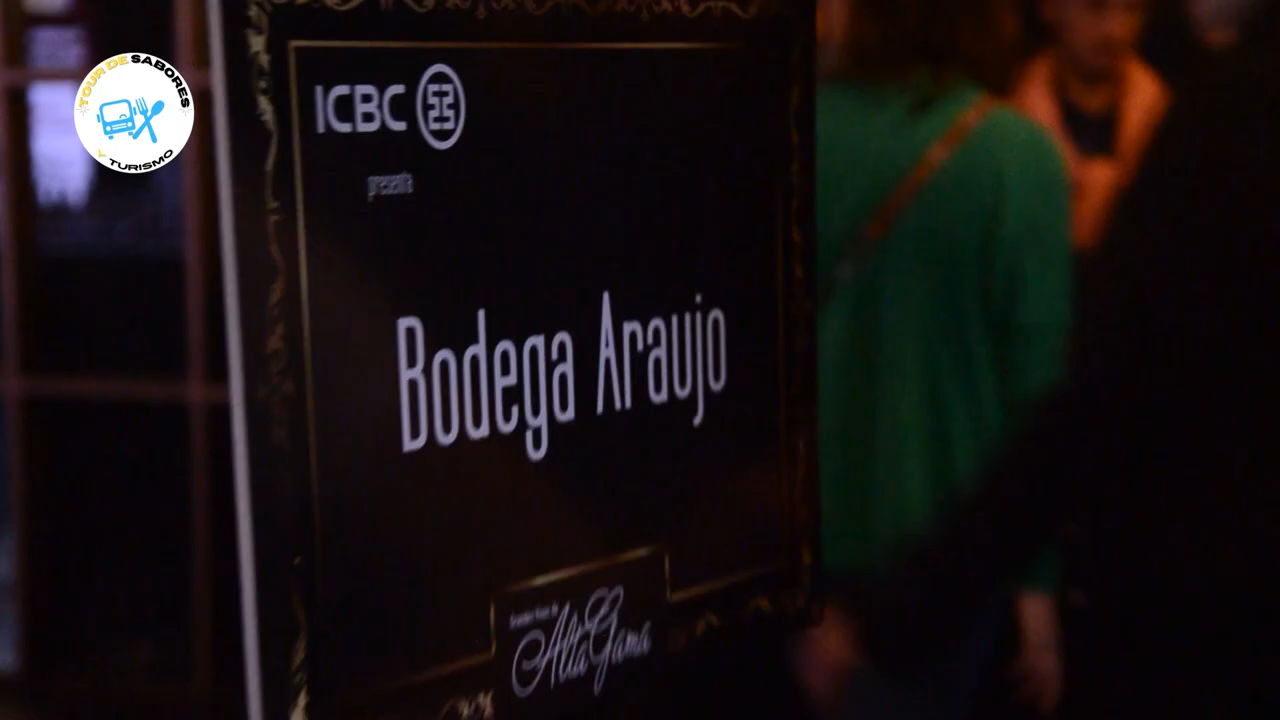 TOUR DE SABORES
Y TURISMO
ICBC
presenta
Bodega Araujo
Alta Gama